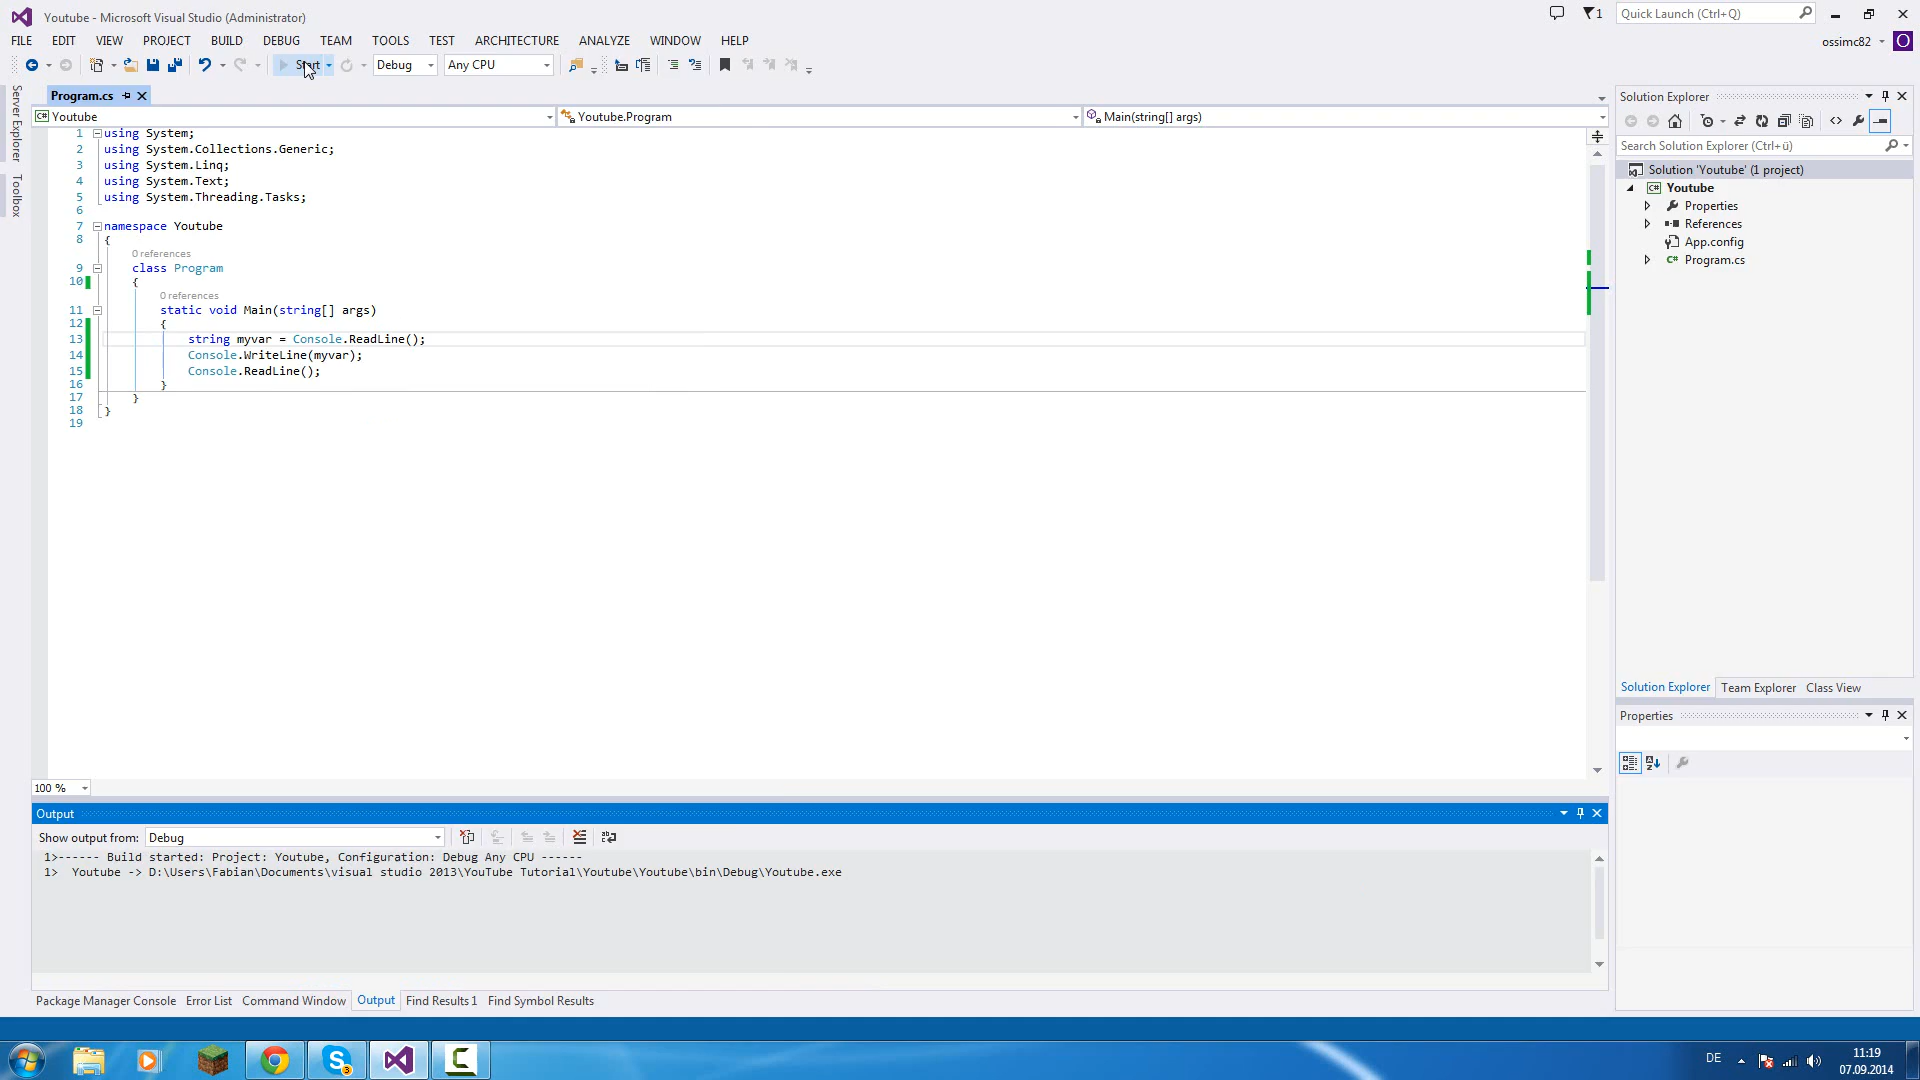 Youtube - Microsoft Visual Studio (Administrator)
1
Quick Launch (Ctrl+Q)
FILE EDIT VIEW PROJECT BUILD DEBUG TEAM TOOLS TEST ARCHITECTURE ANALYZE WINDOW HELP
ossimc82
O
Start
Debug
Any CPU
Server Explorer
Toolbox
Program.cs
C# Youtube
Youtube.Program
Main(string[] args)
1 using System;
2 using System.Collections.Generic;
3 using System.Linq;
4 using System.Text;
5 using System.Threading.Tasks;
6
7 namespace Youtube
8 {
0 references
9 class Program
10 {
0 references
11 static void Main(string[] args)
12 {
13 string myvar = Console.ReadLine();
14 Console.WriteLine(myvar);
15 Console.ReadLine();
16 }
17 }
18 }
19
100 %
Solution Explorer
Search Solution Explorer (Ctrl+ü)
Solution 'Youtube' (1 project)
C# Youtube
Properties
References
App.config
C# Program.cs
Solution Explorer Team Explorer Class View
Properties
Output
Show output from: Debug
1>------ Build started: Project: Youtube, Configuration: Debug Any CPU ------
1> Youtube -> D:\Users\Fabian\Documents\visual studio 2013\YouTube Tutorial\Youtube\Youtube\bin\Debug\Youtube.exe
Package Manager Console Error List Command Window Output Find Results 1 Find Symbol Results
S
3
C
DE
11:19
07.09.2014